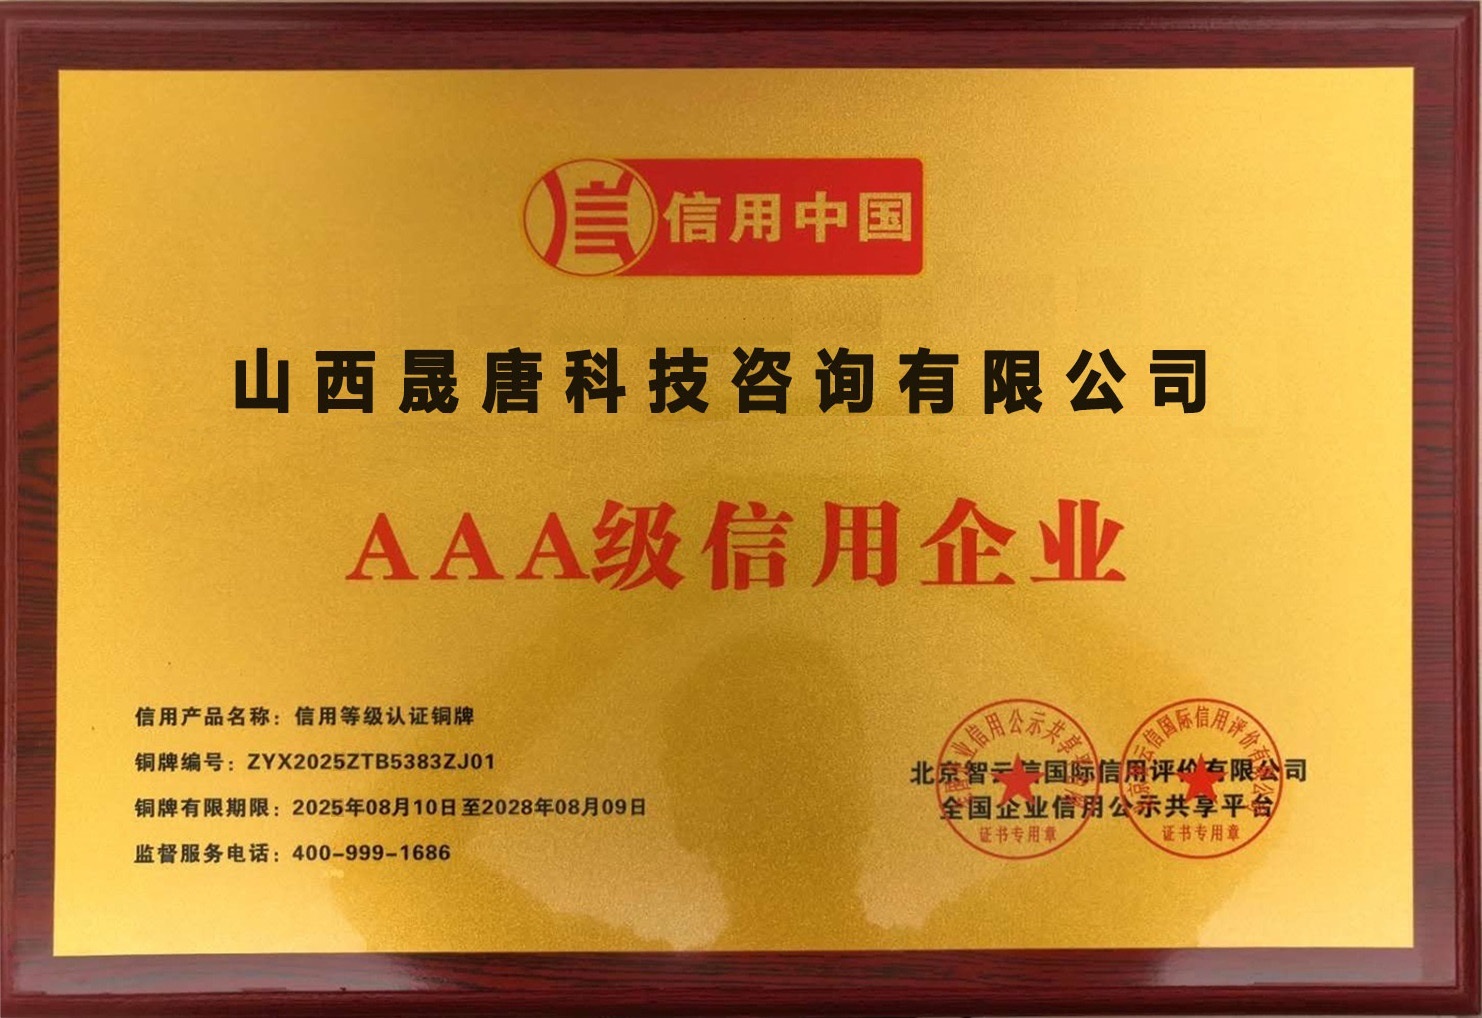 信用中国
山西晟唐科技咨询有限公司
AAA级信用企业
信用产品名称：信用等级认证铜牌
铜牌编号：ZYX2025ZTB5383ZJ01
铜牌有限期限：2025年08月10日至2028年08月09日
监督服务电话：400-999-1686
北京智云信国际信用评价有限公司
全国企业信用公示共享平台
证书专用章
证书专用章